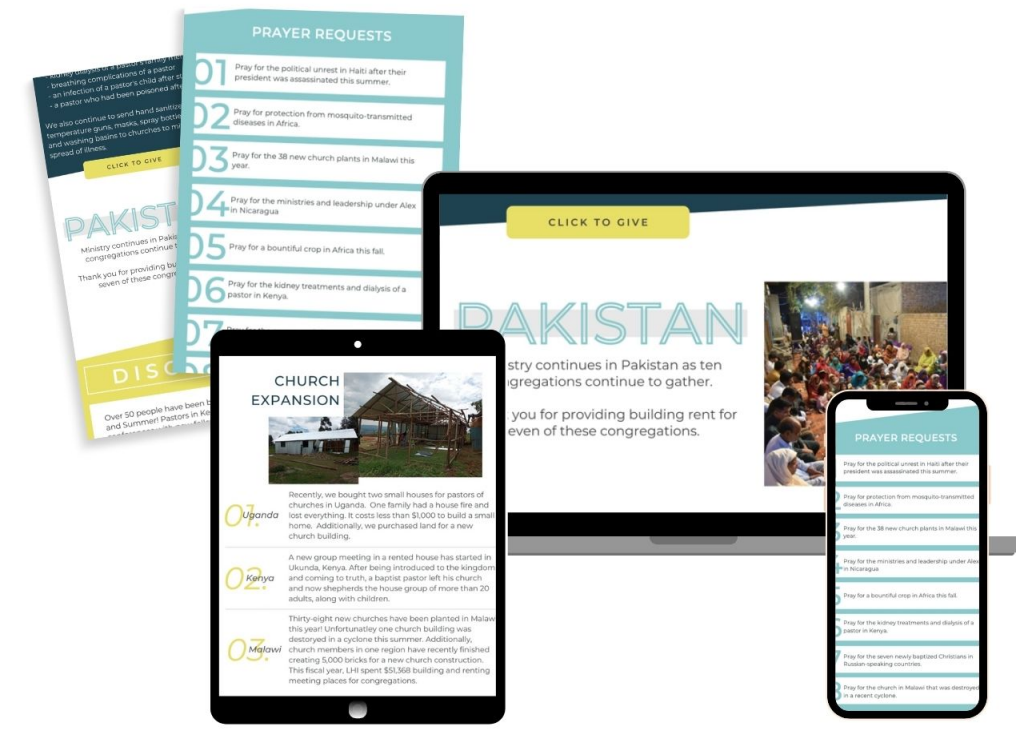 - kidney dialysis of a pastor's family
- breathing complications of a pastor
- an infection of a pastor's child after
- a pastor who had been poisoned
We also continue to send hand
temperature guns, masks, spray
and washing basins to churches to
spread of illness.
CLICK TO GIVE
Ministry continues in
congregations continue
Thank you for providing
seven of these
Over 50 people have been
and Summer! Pastors in
PRAYER REQUESTS
01
Pray for the political unrest in Haiti after their
president was assassinated this summer.
02
Pray for protection from mosquito-transmitted
diseases in Africa.
03
Pray for the 38 new church plants in Malawi this
year.
04
Pray for the ministries and leadership under Alex
in Nicaragua
05
Pray for a bountiful crop in Africa this fall.
06
Pray for the kidney treatments and dialysis of a
pastor in Kenya.
07
CLICK TO GIVE
PAKISTAN
in Pakistan as ten
continue to gather.
you for providing building rent for
of these congregations.
CHURCH
EXPANSION
01.
Uganda
Recently, we bought two small houses for pastors of
churches in Uganda. One family had a house fire and
lost everything. It costs less than $1,000 to build a small
home. Additionally, we purchased land for a new
church building.
02.
Kenya
A new group meeting in a rented house has started in
Ukunda, Kenya. After being introduced to the kingdom
and coming to truth, a baptist pastor left his church
and now shepherds the house group of more than 20
adults, along with children.
03.
Malawi
Thirty-eight new churches have been planted in Malaw
this year! Unfortunatley one church building was
destoryed in a cyclone this summer. Additionally,
church members in one region have recently finished
creating 5,000 bricks for a new church construction.
This fiscal year, LHI spent $51,368 building and renting
meeting places for congregations.
PRAYER REQUESTS
Pray for the political unrest in Haiti after their
president was assassinated this summer.
Pray for protection from mosquito-transmitted
diseases in Africa.
Pray for the 38 new church plants in Malawi this
year.
Pray for the ministries and leadership under Alex
in Nicaragua
Pray for a bountiful crop in Africa this fall.
Pray for the kidney treatments and dialysis of a
pastor in Kenya.
Pray for the seven newly baptized Christians in
Russian-speaking countries.
Pray for the church in Malawi that was destroyed
in a recent cyclone.